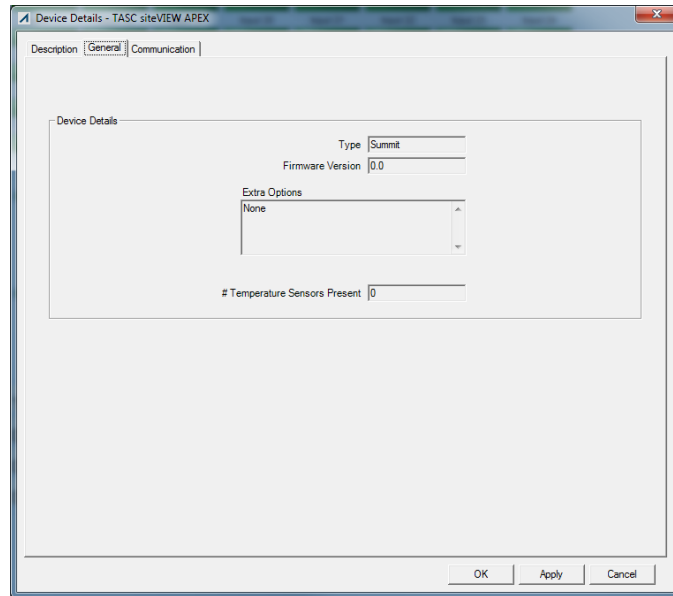 Device Details - TASC siteVIEW APEX
Description General Communication
Device Details
Type Summit
Firmware Version 0.0
Extra Options
None
# Temperature Sensors Present 0
OK Apply Cancel